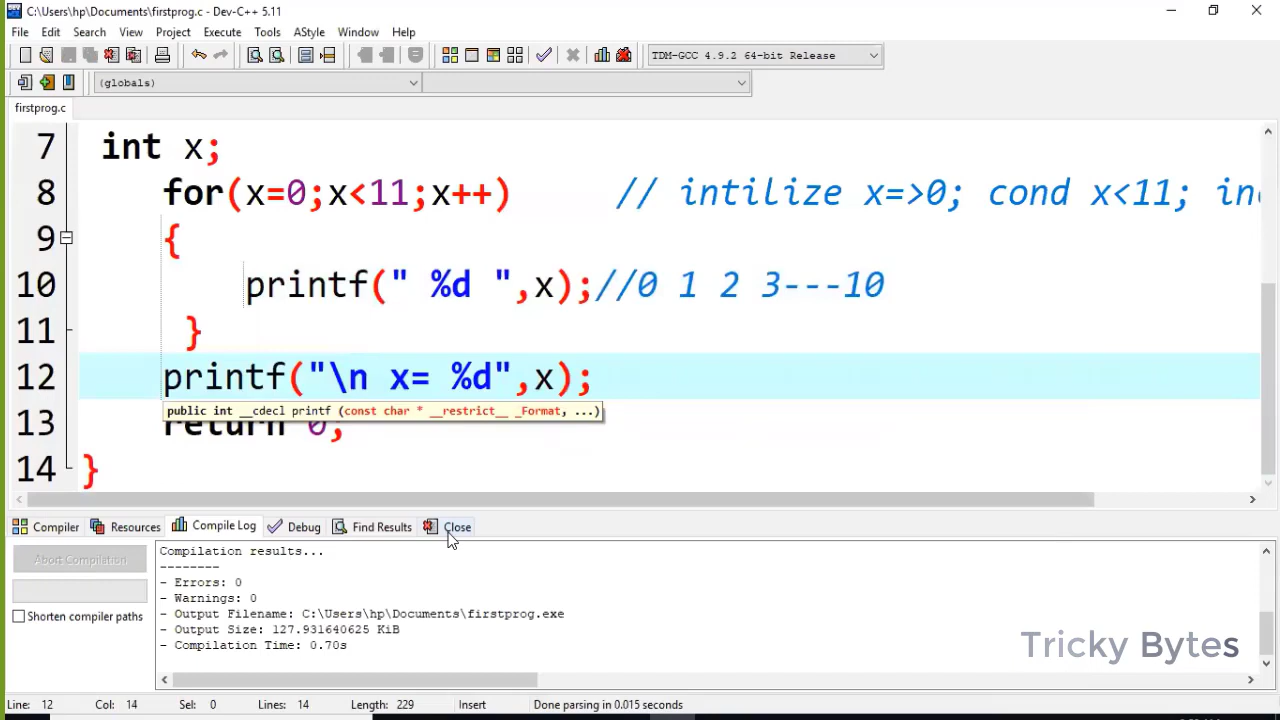 C:\Users\hp\Documents\firstprog.c - Dev-C++ 5.11
File Edit Search View Project Execute Tools AStyle Window Help
TDM-GCC 4.9.2 64-bit Release
(globals)
firstprog.c
7 int x;
8 for(x=0;x<11;x++) // intilize x=>0; cond x<11;
9 {
10 printf(" %d ",x);//0 1 2 3---10
11 }
12 printf("\n x= %d",x);
public int __cdecl printf (const char * __restrict__ _Format, ...)
13 return 0;
14 }
Compiler Resources Compile Log Debug Find Results Close
Abort Compilation
Shorten compiler paths
Compilation results...
--------
- Errors: 0
- Warnings: 0
- Output Filename: C:\Users\hp\Documents\firstprog.exe
- Output Size: 127.931640625 KiB
- Compilation Time: 0.70s
Tricky Bytes
Line: 12 Col: 14 Sel: 0 Lines: 14 Length: 229 Insert Done parsing in 0.015 seconds